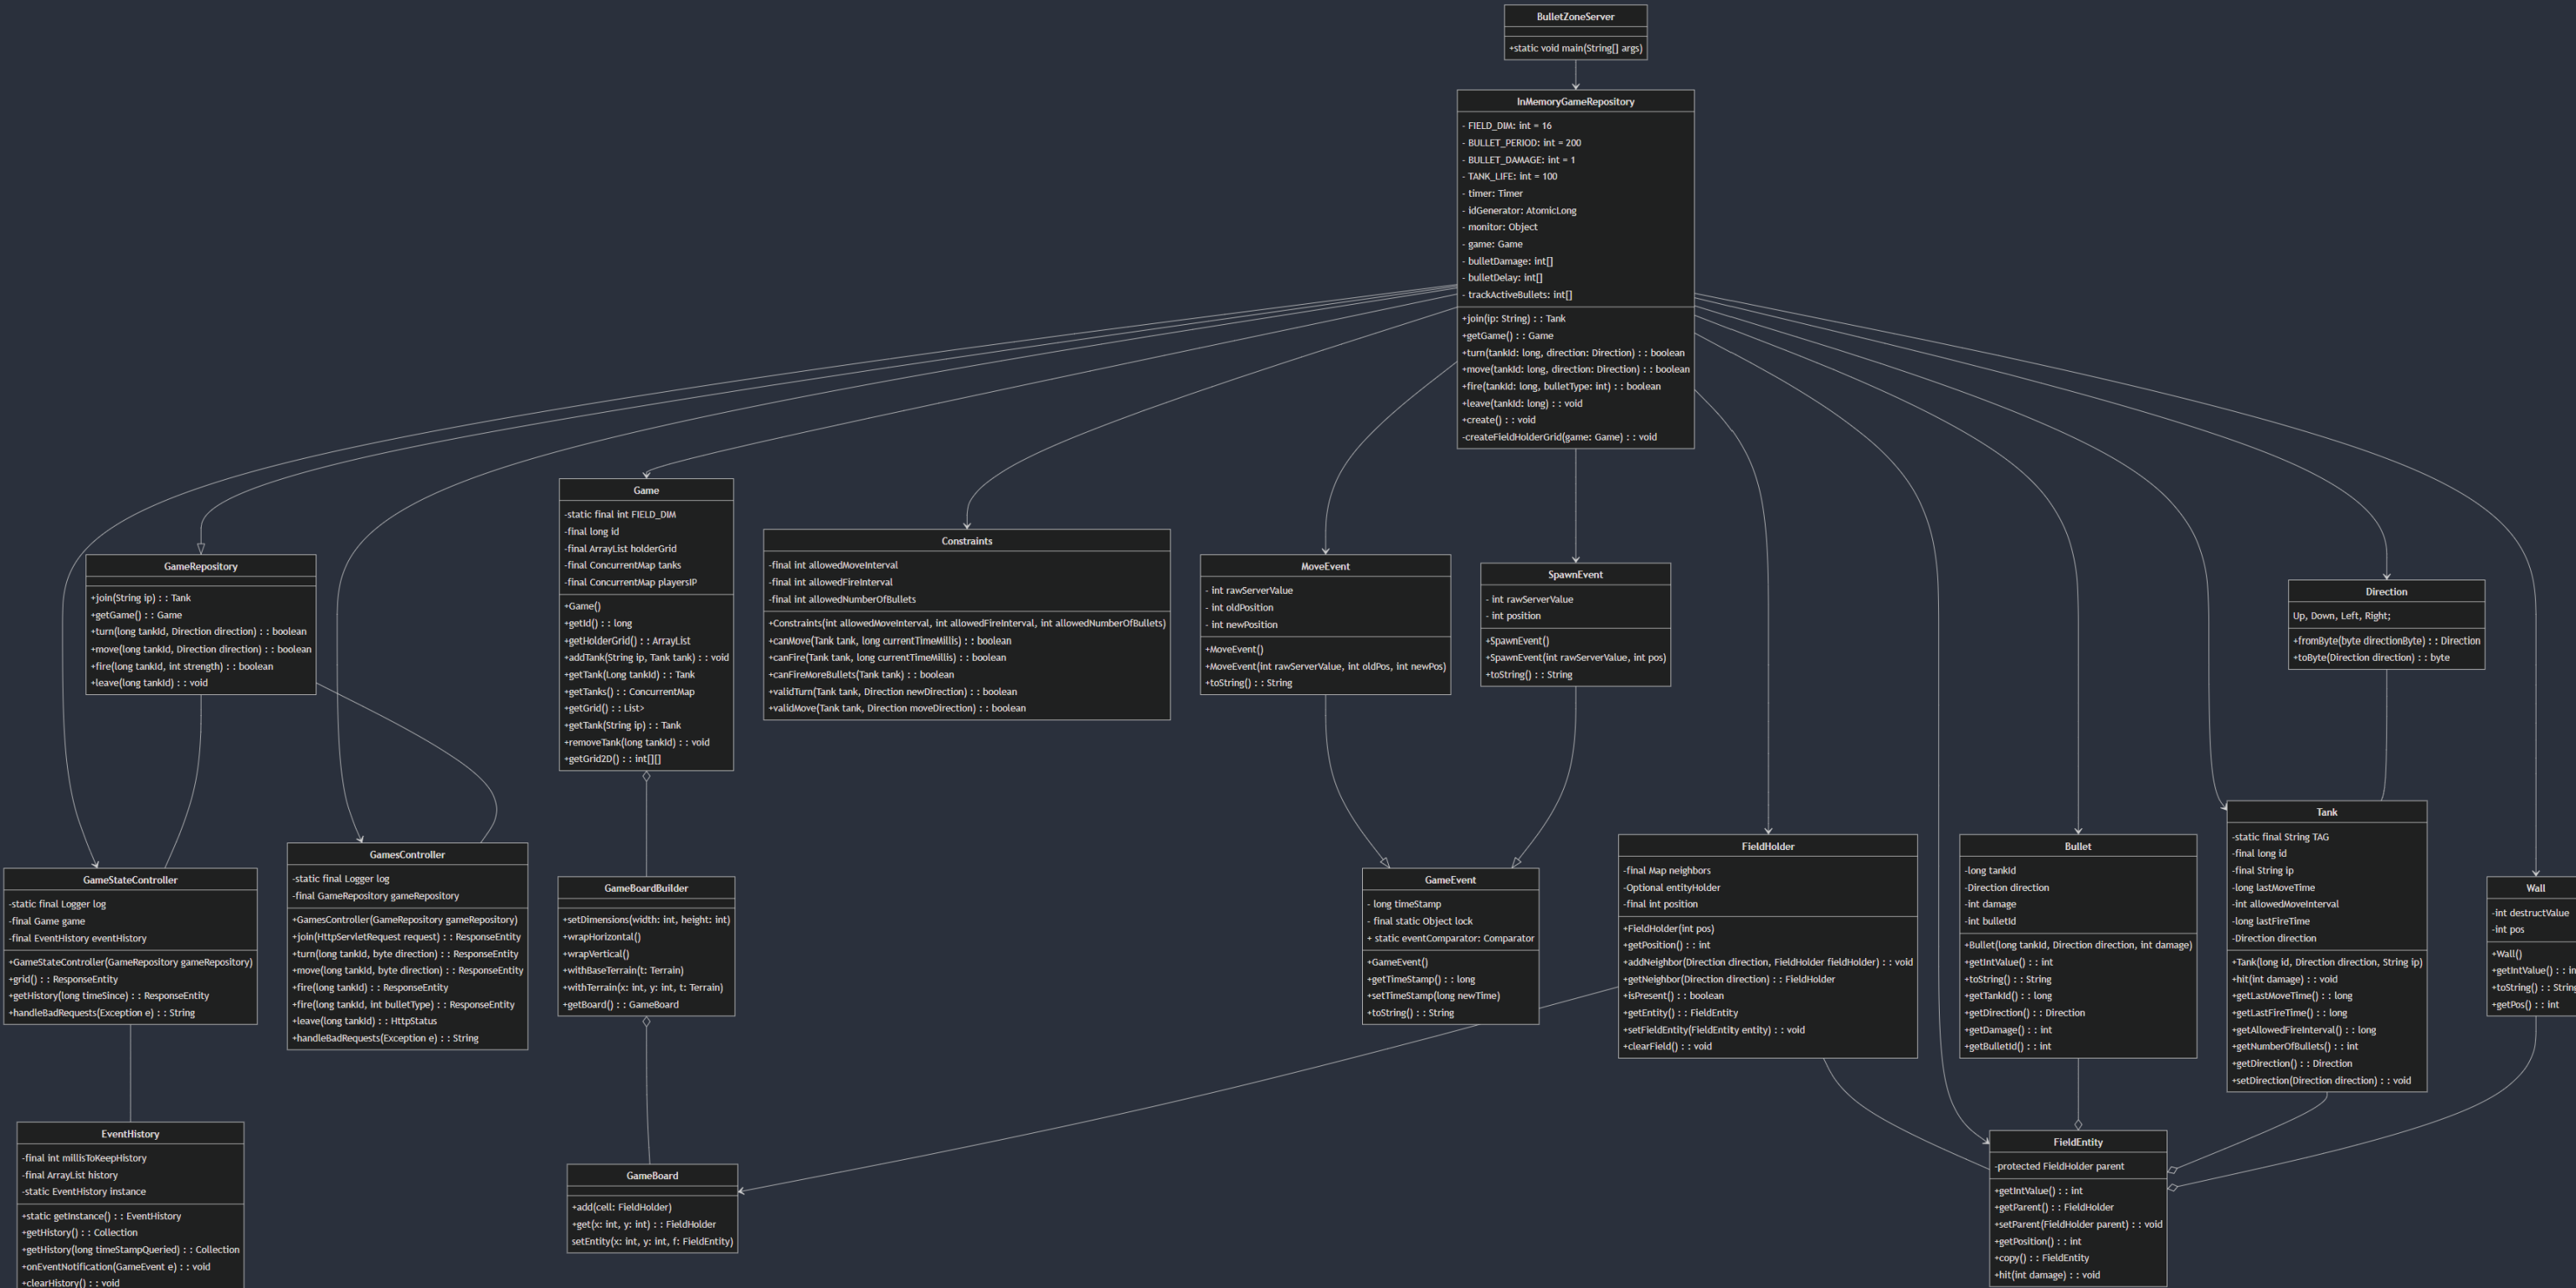 BulletZoneServer
+static void main(String[] args)
InMemoryGameRepository
- FIELD_DIM: int = 16
- BULLET_PERIOD: int = 200
- BULLET_DAMAGE: int = 1
- TANK_LIFE: int = 100
- timer: Timer
- idGenerator: AtomicLong
- monitor: Object
- game: Game
- bulletDamage: int[]
- bulletDelay: int[]
- trackActiveBullets: int[]
+join(ip: String) : : Tank
+getGame() : : Game
+turn(tankId: long, direction: Direction) : : boolean
+move(tankId: long, direction: Direction) : : boolean
+fire(tankId: long, bulletType: int) : : boolean
+leave(tankId: long) : : void
+create() : : void
-createFieldHolderGrid(game: Game) : : void
GameRepository
+join(String ip) : : Tank
+getGame() : : Game
+turn(long tankId, Direction direction) : : boolean
+move(long tankId, Direction direction) : : boolean
+fire(long tankId, int strength) : : boolean
+leave(long tankId) : : void
Game
-static final int FIELD_DIM
-final long id
-final ArrayList holderGrid
-final ConcurrentMap tanks
-final ConcurrentMap playersIP
+Game()
+getId() : : long
+getHolderGrid() : : ArrayList
+addTank(String ip, Tank tank) : : void
+getTank(Long tankId) : : Tank
+getTanks() : : ConcurrentMap
+getGrid() : : List>
+getTank(String ip) : : Tank
+removeTank(long tankId) : : void
+getGrid2D() : : int[][]
Constraints
-final int allowedMoveInterval
-final int allowedFireInterval
-final int allowedNumberOfBullets
+Constraints(int allowedMoveInterval, int allowedFireInterval, int allowedNumberOfBullets)
+canMove(Tank tank, long currentTimeMillis) : : boolean
+canFire(Tank tank, long currentTimeMillis) : : boolean
+canFireMoreBullets(Tank tank) : : boolean
+validTurn(Tank tank, Direction newDirection) : : boolean
+validMove(Tank tank, Direction moveDirection) : : boolean
MoveEvent
- int rawServerValue
- int oldPosition
- int newPosition
+MoveEvent()
+MoveEvent(int rawServerValue, int oldPos, int newPos)
+toString() : : String
SpawnEvent
- int rawServerValue
- int position
+SpawnEvent()
+SpawnEvent(int rawServerValue, int pos)
+toString() : : String
Direction
Up, Down, Left, Right;
+fromByte(byte directionByte) : : Direction
+toByte(Direction direction) : : byte
GameStateController
-static final Logger log
-final Game game
-final EventHistory eventHistory
+GameStateController(GameRepository gameRepository)
+grid() : : ResponseEntity
+getHistory(long timeSince) : : ResponseEntity
+handleBadRequests(Exception e) : : String
GamesController
-static final Logger log
-final GameRepository gameRepository
+GamesController(GameRepository gameRepository)
+join(HttpServletRequest request) : : ResponseEntity
+turn(long tankId, byte direction) : : ResponseEntity
+move(long tankId, byte direction) : : ResponseEntity
+fire(long tankId) : : ResponseEntity
+fire(long tankId, int bulletType) : : ResponseEntity
+leave(long tankId) : : HttpStatus
+handleBadRequests(Exception e) : : String
GameBoardBuilder
+setDimensions(width: int, height: int)
+wrapHorizontal()
+wrapVertical()
+withBaseTerrain(t: Terrain)
+withTerrain(x: int, y: int, t: Terrain)
+getBoard() : : GameBoard
GameEvent
- long timeStamp
- final static Object lock
+ static eventComparator: Comparator
+GameEvent()
+getTimeStamp() : : long
+setTimeStamp(long newTime)
+toString() : : String
FieldHolder
-final Map neighbors
-Optional entityHolder
-final int position
+FieldHolder(int pos)
+getPosition() : : int
+addNeighbor(Direction direction, FieldHolder fieldHolder) : : void
+getNeighbor(Direction direction) : : FieldHolder
+isPresent() : : boolean
+getEntity() : : FieldEntity
+setFieldEntity(FieldEntity entity) : : void
+clearField() : : void
Bullet
-long tankId
-Direction direction
-int damage
-int bulletId
+Bullet(long tankId, Direction direction, int damage)
+getIntValue() : : int
+toString() : : String
+getTankId() : : long
+getDirection() : : Direction
+getDamage() : : int
+getBulletId() : : int
Tank
-static final String TAG
-final long id
-final String ip
-long lastMoveTime
-int allowedMoveInterval
-long lastFireTime
-Direction direction
+Tank(long id, Direction direction, String ip)
+hit(int damage) : : void
+getLastMoveTime() : : long
+getLastFireTime() : : long
+getAllowedFireInterval() : : long
+getNumberOfBullets() : : int
+getDirection() : : Direction
+setDirection(Direction direction) : : void
Wall
-int destructValue
-int pos
+Wall()
+getIntValue() : : in
+toString() : : String
+getPos() : : int
EventHistory
-final int millisToKeepHistory
-final ArrayList history
-static EventHistory instance
+static getInstance() : : EventHistory
+getHistory() : : Collection
+getHistory(long timeStampQueried) : : Collection
+onEventNotification(GameEvent e) : : void
+clearHistory() : : void
GameBoard
+add(cell: FieldHolder)
+get(x: int, y: int) : : FieldHolder
setEntity(x: int, y: int, f: FieldEntity)
FieldEntity
-protected FieldHolder parent
+getIntValue() : : int
+getParent() : : FieldHolder
+setParent(FieldHolder parent) : : void
+getPosition() : : int
+copy() : : FieldEntity
+hit(int damage) : : void